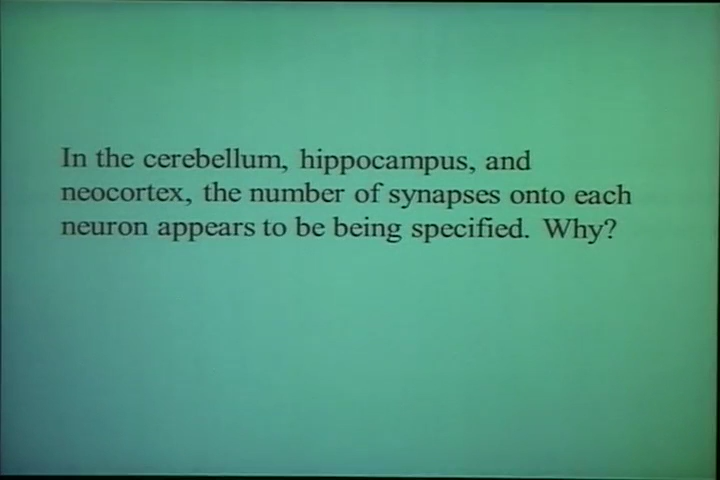 In the cerebellum, hippocampus, and
neocortex, the number of synapses onto each
neuron appears to be being specified. Why?